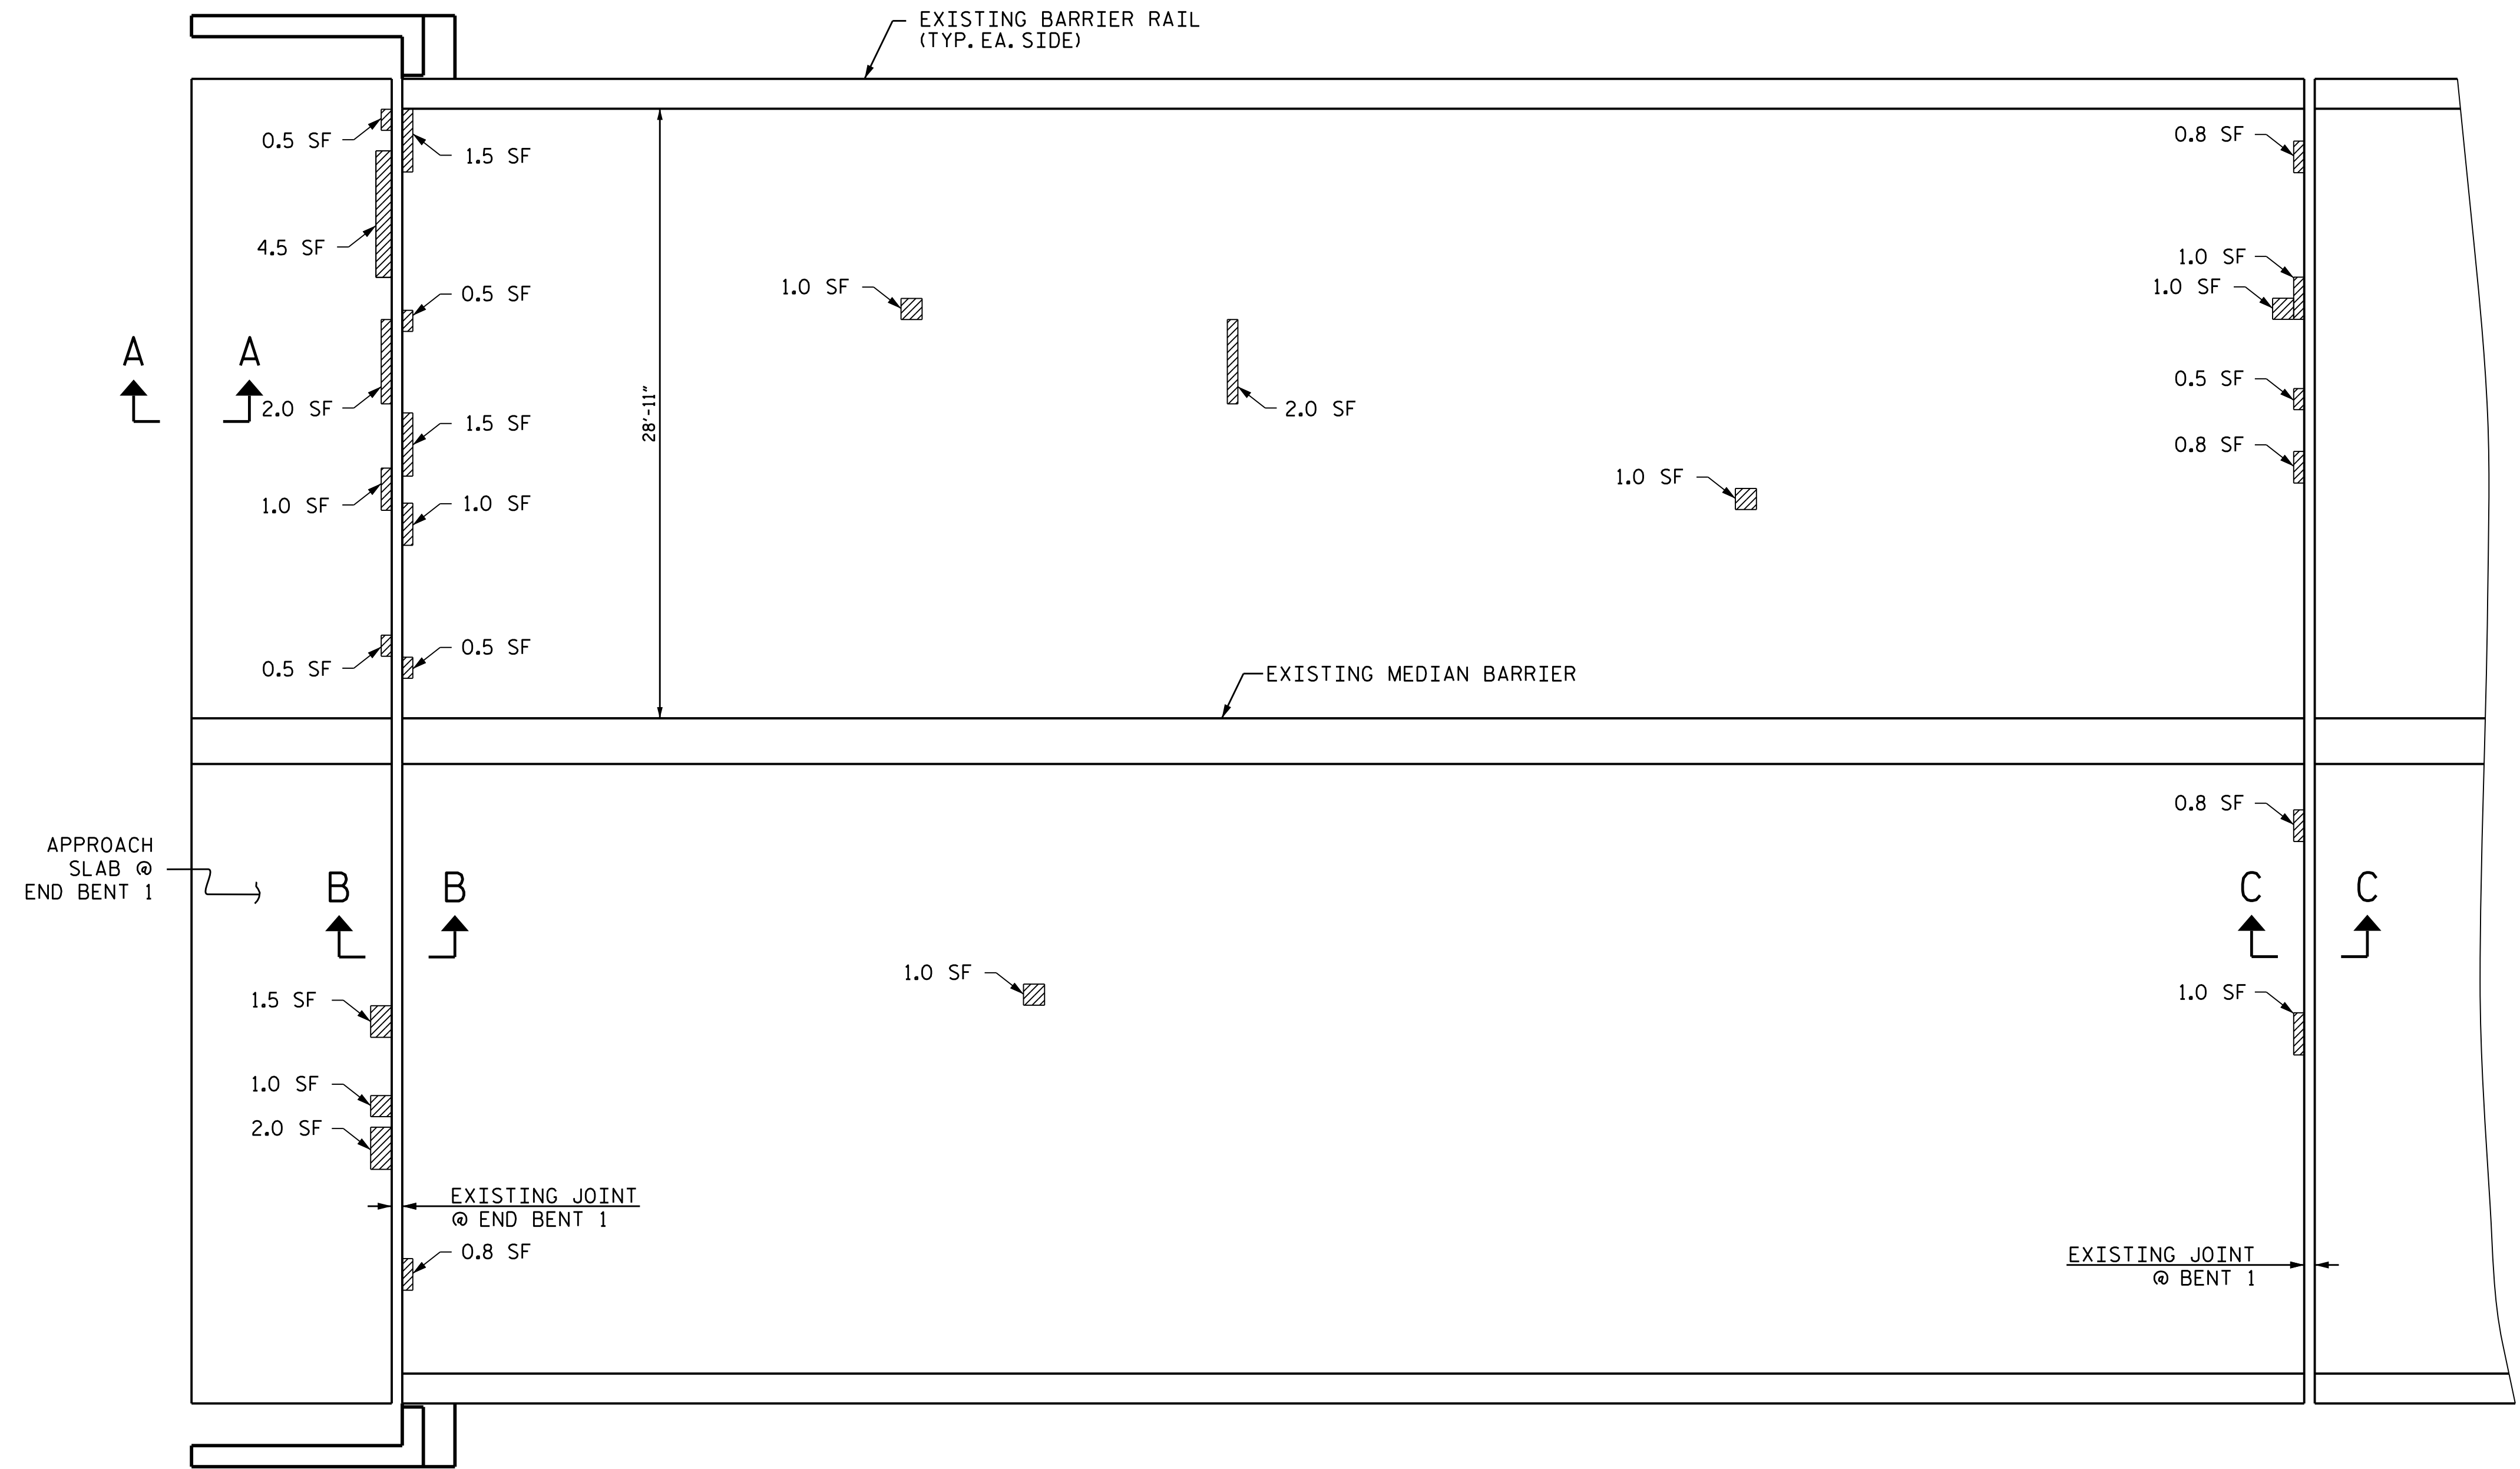 EXISTING BARRIER RAIL
(TYP. EA. SIDE)
0.5 SF
1.5 SF
0.8 SF
4.5 SF
1.0 SF
0.5 SF
1.0 SF
1.0 SF
A
A
2.0 SF
28'-11"
2.0 SF
0.5 SF
1.5 SF
0.8 SF
1.0 SF
1.0 SF
1.0 SF
0.5 SF
0.5 SF
EXISTING MEDIAN BARRIER
0.8 SF
APPROACH
SLAB @
END BENT 1
B
B
C
C
1.0 SF
1.5 SF
1.0 SF
1.0 SF
2.0 SF
EXISTING JOINT
@ END BENT 1
0.8 SF
EXISTING JOINT
@ BENT 1